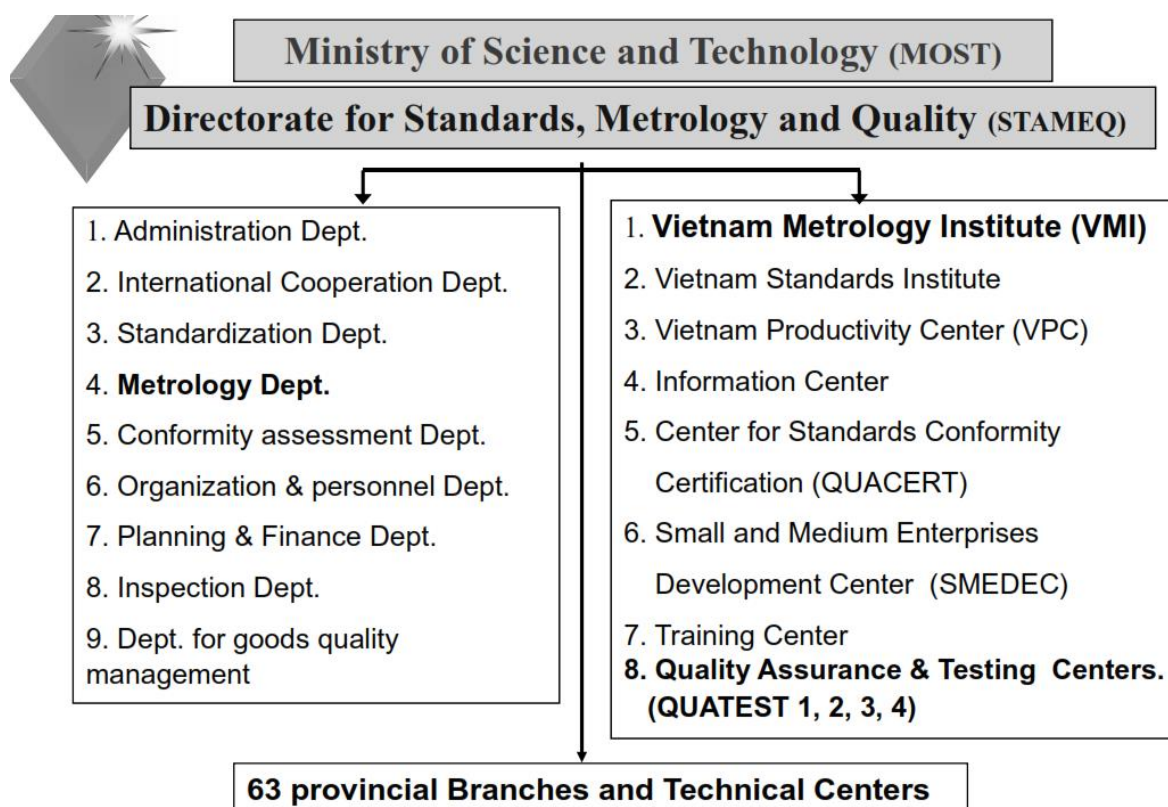 Ministry of Science and Technology (MOST)
Directorate for Standards, Metrology and Quality (STAMEQ)
1. Administration Dept.
2. International Cooperation Dept.
3. Standardization Dept.
4. Metrology Dept.
5. Conformity assessment Dept.
6. Organization & personnel Dept.
7. Planning & Finance Dept.
8. Inspection Dept.
9. Dept. for goods quality
management
1. Vietnam Metrology Institute (VMI)
2. Vietnam Standards Institute
3. Vietnam Productivity Center (VPC)
4. Information Center
5. Center for Standards Conformity
Certification (QUACERT)
6. Small and Medium Enterprises
Development Center (SMEDEC)
7. Training Center
8. Quality Assurance & Testing Centers.
(QUATEST 1, 2, 3, 4)
63 provincial Branches and Technical Centers